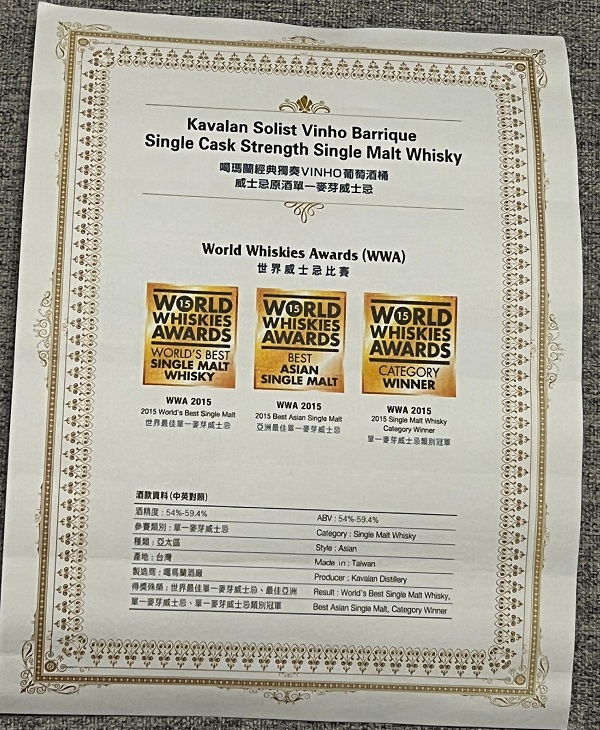 Kavalan Solist Vinho Barrique
Single Cask Strength Single Malt Whisky
噶瑪蘭經典獨奏VINHO葡萄酒桶
威士忌原酒單一麥芽威士忌
World Whiskies Awards (WWA)
世界威士忌比賽
WORLD
15
WHISKIES
AWARDS
WORLD'S BEST
SINGLE MALT
WHISKY
WORLD
15
WHISKIES
AWARDS
BEST
ASIAN
SINGLE MALT
WORLD
15
WHISKIES
AWARDS
CATEGORY
WINNER
WWA 2015
2015 World's Best Single Malt
世界最佳單一麥芽威士忌
WWA 2015
2015 Best Asian Single Malt
亞洲最佳單一麥芽威士忌
WWA 2015
2015 Single Malt Whisky
Category Winner
單一麥芽威士忌類別冠軍
酒款資料(中英對照)
酒精度：54%-59.4%
ABV : 54%-59.4%
參賽類別：單一麥芽威士忌
Category : Single Malt Whisky
種類：亞太區
Style : Asian
產地：台灣
Made in : Taiwan
製造商：噶瑪蘭酒廠
Producer : Kavalan Distillery
得獎殊榮：世界最佳單一麥芽威士忌、最佳亞洲
Result : World's Best Single Malt Whisky,
單一麥芽威士忌、單一麥芽威士忌類別冠軍
Best Asian Single Malt, Category Winner